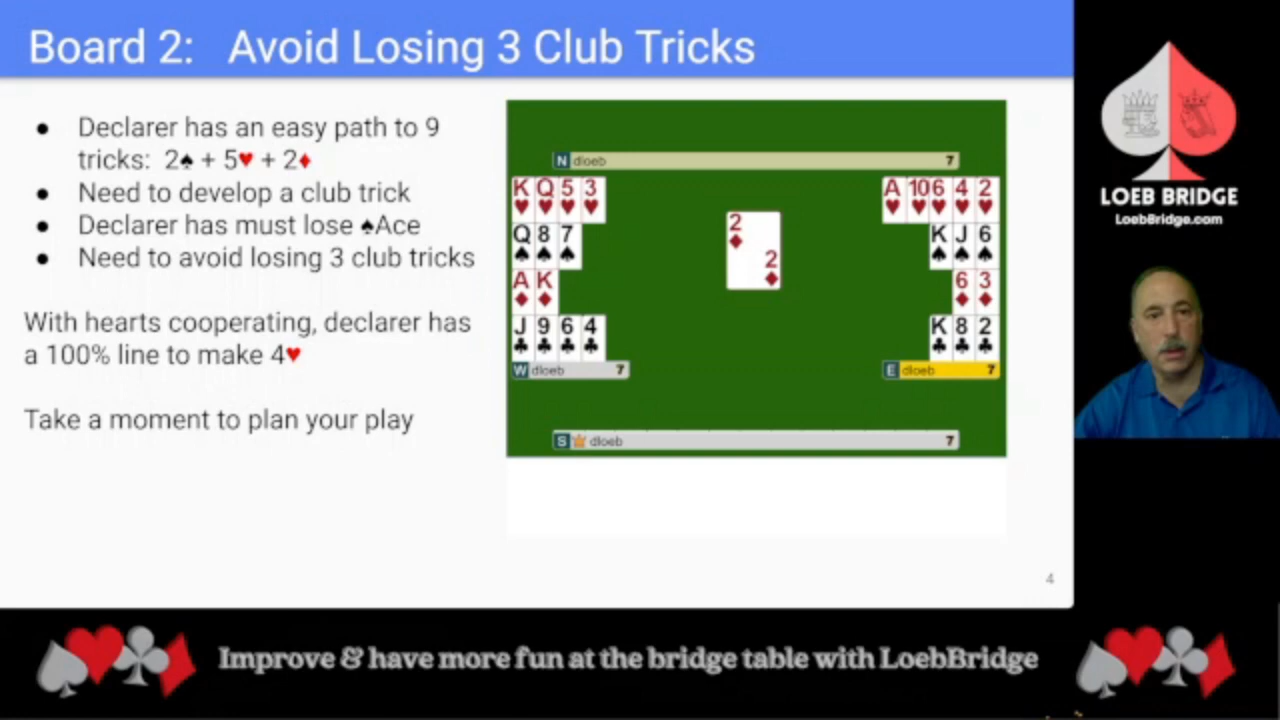 Board 2: Avoid Losing 3 Club Tricks
● Declarer has an easy path to 9
tricks: 2♠ + 5♥ + 2♦
● Need to develop a club trick
● Declarer has must lose ♠Ace
● Need to avoid losing 3 club tricks
With hearts cooperating, declarer has
a 100% line to make 4♥
Take a moment to plan your play
N dloeb 7
K Q 5 3
♥ ♥ ♥ ♥
Q 8 7
♠ ♠ ♠
A K
♦ ♦
J 9 6 4
♣ ♣ ♣ ♣
W dloeb 7
2
♦
2
♦
A 10 6 4 2
♥ ♥ ♥ ♥ ♥
K J 6
♠ ♠ ♠
6 3
♦ ♦
K 8 2
♣ ♣ ♣
E dloeb 7
S dloeb 7
4
LOEB BRIDGE
LoebBridge.com
Improve & have more fun at the bridge table with LoebBridge